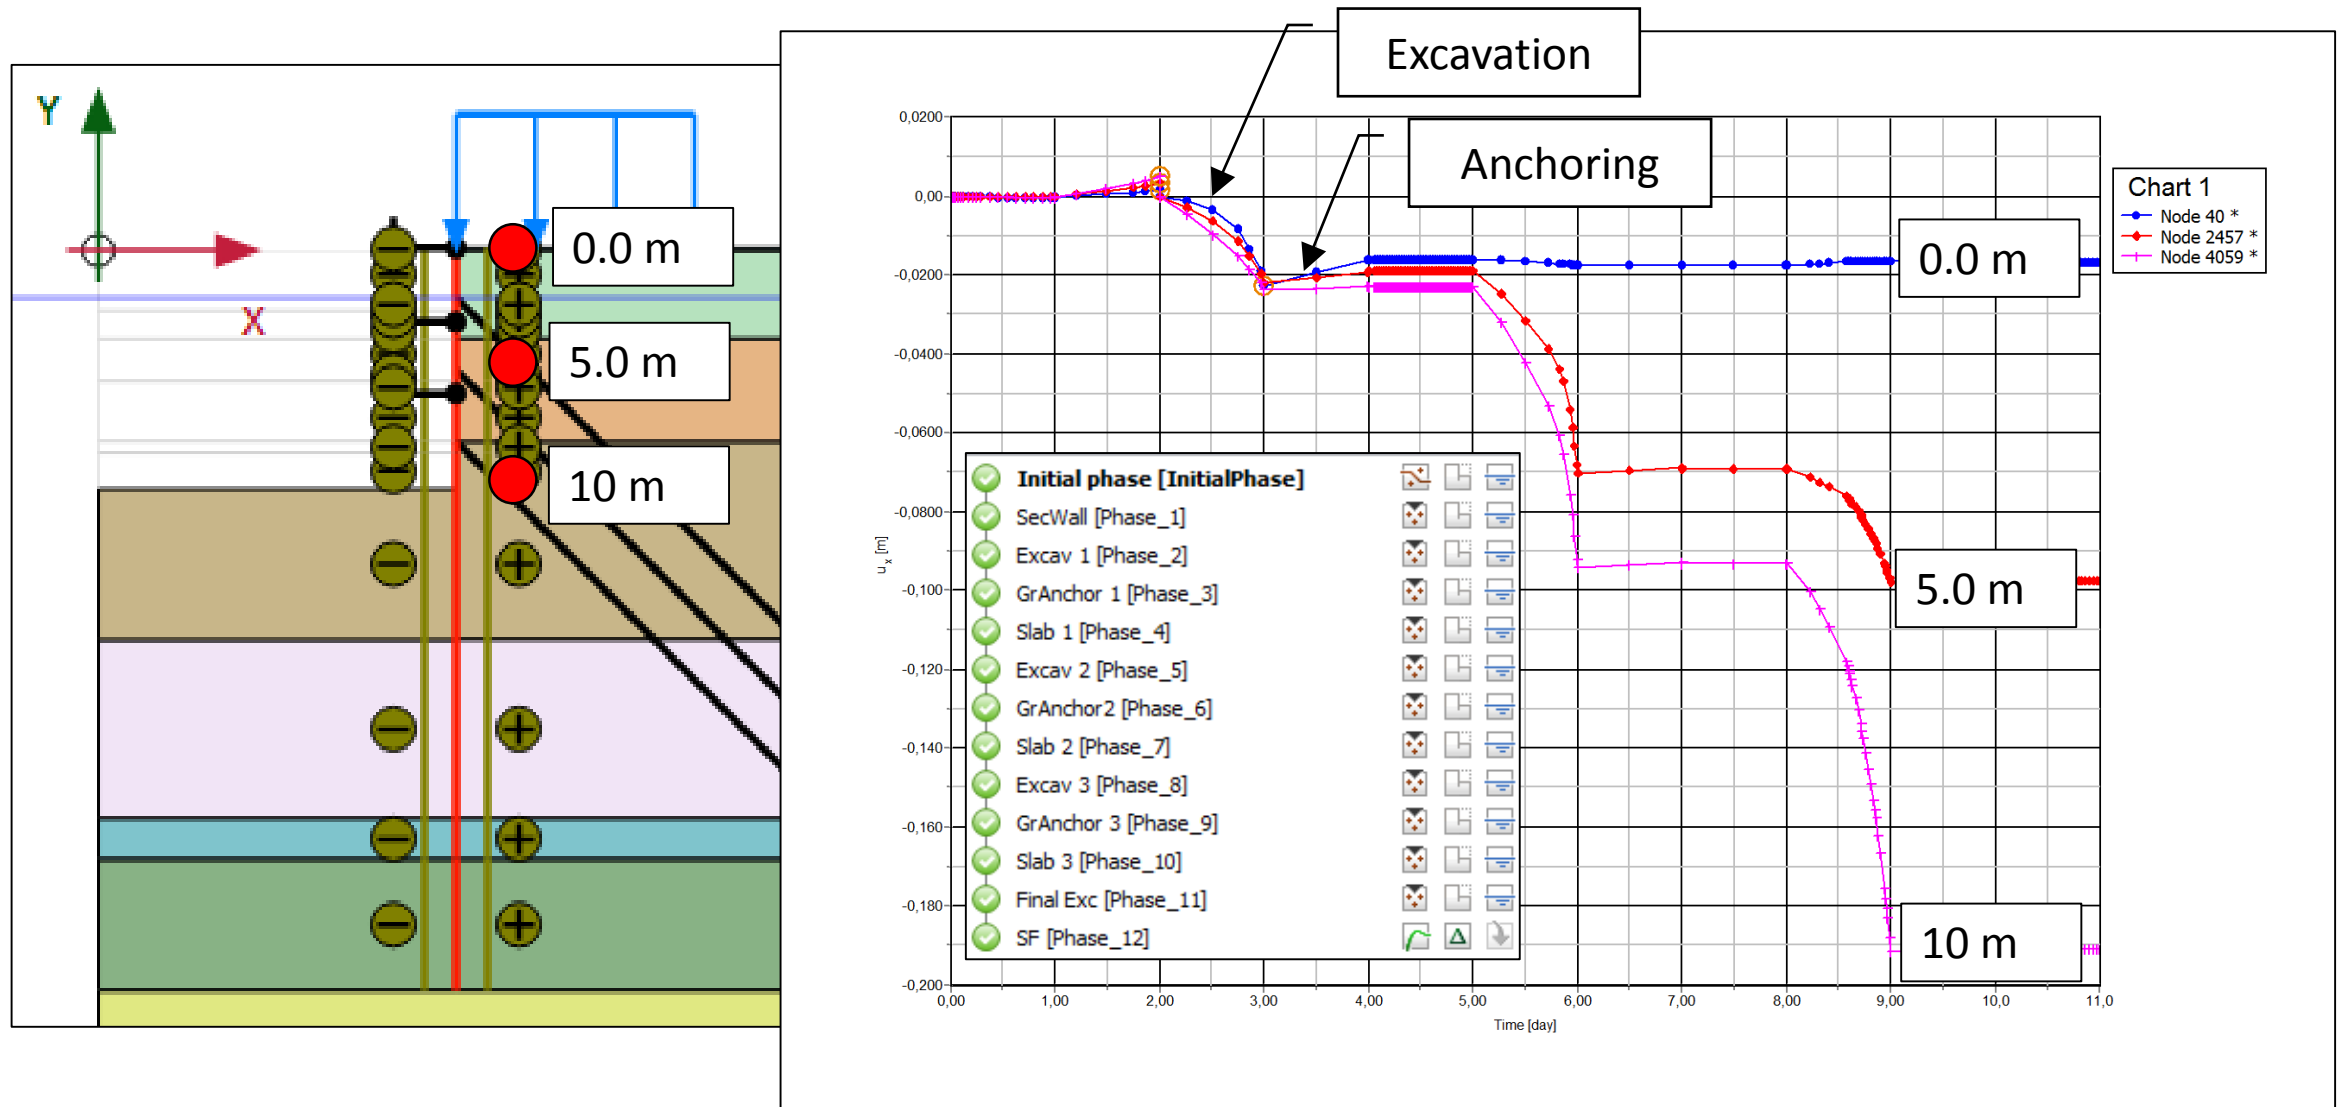 Y
X
0.0 m
5.0 m
10 m
Excavation
Anchoring
0,0200
0,00
-0,0200
-0,0400
-0,0600
-0,0800
-0,100
-0,120
-0,140
-0,160
-0,180
-0,200
u x [m]
0,00 1,00 2,00 3,00 4,00 5,00 6,00 7,00 8,00 9,00 10,0 11,0
Time [day]
Initial phase [InitialPhase]
SecWall [Phase_1]
Excav 1 [Phase_2]
GrAnchor 1 [Phase_3]
Slab 1 [Phase_4]
Excav 2 [Phase_5]
GrAnchor2 [Phase_6]
Slab 2 [Phase_7]
Excav 3 [Phase_8]
GrAnchor 3 [Phase_9]
Slab 3 [Phase_10]
Final Exc [Phase_11]
SF [Phase_12]
0.0 m
5.0 m
10 m
Chart 1
Node 40 *
Node 2457 *
Node 4059 *